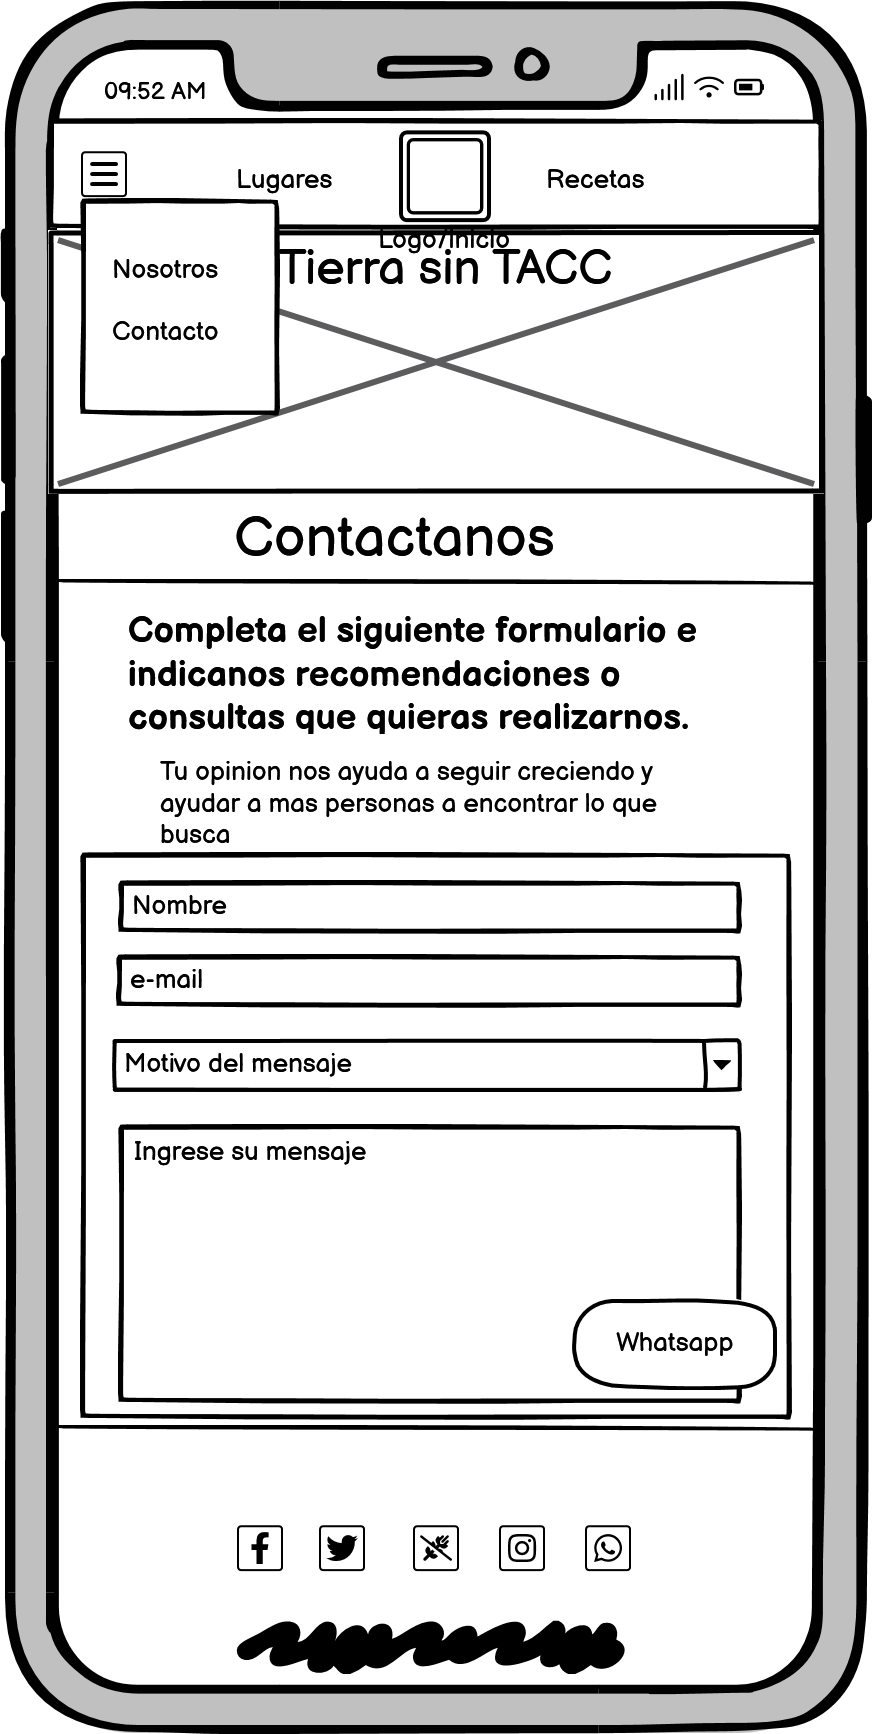 09:52 AM
Lugares
Recetas
Logo/Inicio
Tierra sin TACC
Nosotros
Contacto
Contactanos
Completa el siguiente formulario e
indicanos recomendaciones o
consultas que quieras realizarnos.
Tu opinion nos ayuda a seguir creciendo y
ayudar a mas personas a encontrar lo que
busca
Nombre
e-mail
Motivo del mensaje
Ingrese su mensaje
Whatsapp